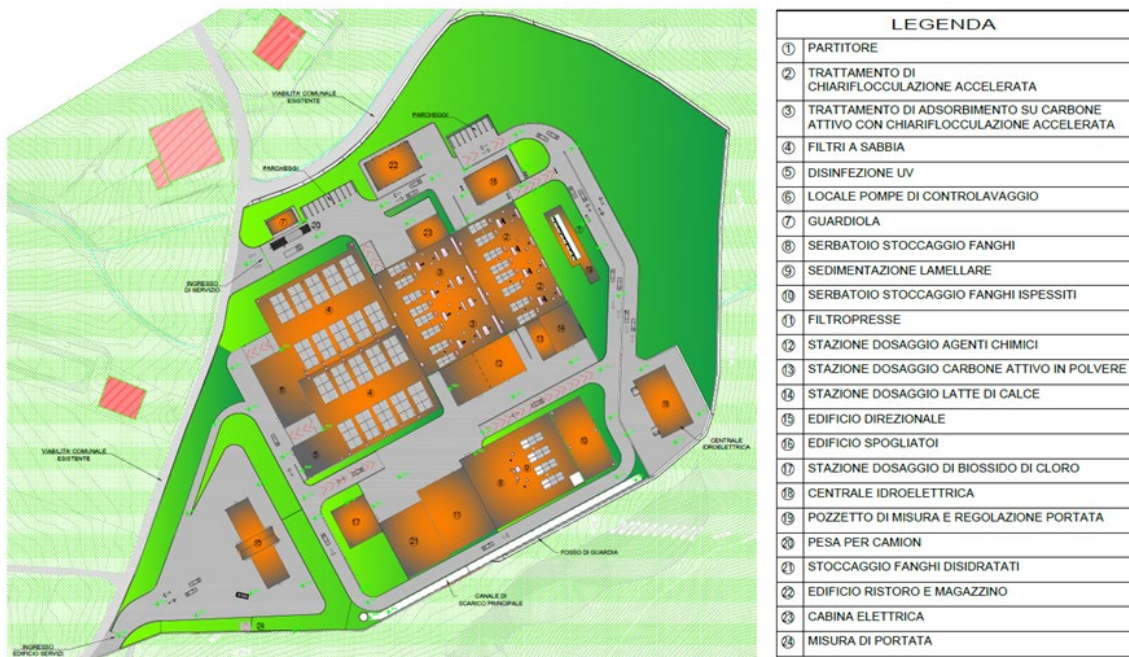 VIABILITA' COMUNALE
ESISTENTE
PARCHEGGI
PARCHEGGI
INGRESSO
DI SERVIZIO
VIABILITA' COMUNALE
ESISTENTE
CENTRALE
IDROELETTRICA
FOSSO DI GUARDIA
CANALE DI
SCARICO PRINCIPALE
INGRESSO
EDIFICIO SERVIZI
LEGENDA
1 PARTITORE
2 TRATTAMENTO DI
CHIARIFLOCCULAZIONE ACCELERATA
3 TRATTAMENTO DI ADSORBIMENTO SU CARBONE
ATTIVO CON CHIARIFLOCCULAZIONE ACCELERATA
4 FILTRI A SABBIA
5 DISINFEZIONE UV
6 LOCALE POMPE DI CONTROLAVAGGIO
7 GUARDIOLA
8 SERBATOIO STOCCAGGIO FANGHI
9 SEDIMENTAZIONE LAMELLARE
10 SERBATOIO STOCCAGGIO FANGHI ISPESSITI
11 FILTROPRESSE
12 STAZIONE DOSAGGIO AGENTI CHIMICI
13 STAZIONE DOSAGGIO CARBONE ATTIVO IN POLVERE
14 STAZIONE DOSAGGIO LATTE DI CALCE
15 EDIFICIO DIREZIONALE
16 EDIFICIO SPOGLIATOI
17 STAZIONE DOSAGGIO DI BIOSSIDO DI CLORO
18 CENTRALE IDROELETTRICA
19 POZZETTO DI MISURA E REGOLAZIONE PORTATA
20 PESA PER CAMION
21 STOCCAGGIO FANGHI DISIDRATATI
22 EDIFICIO RISTORO E MAGAZZINO
23 CABINA ELETTRICA
24 MISURA DI PORTATA